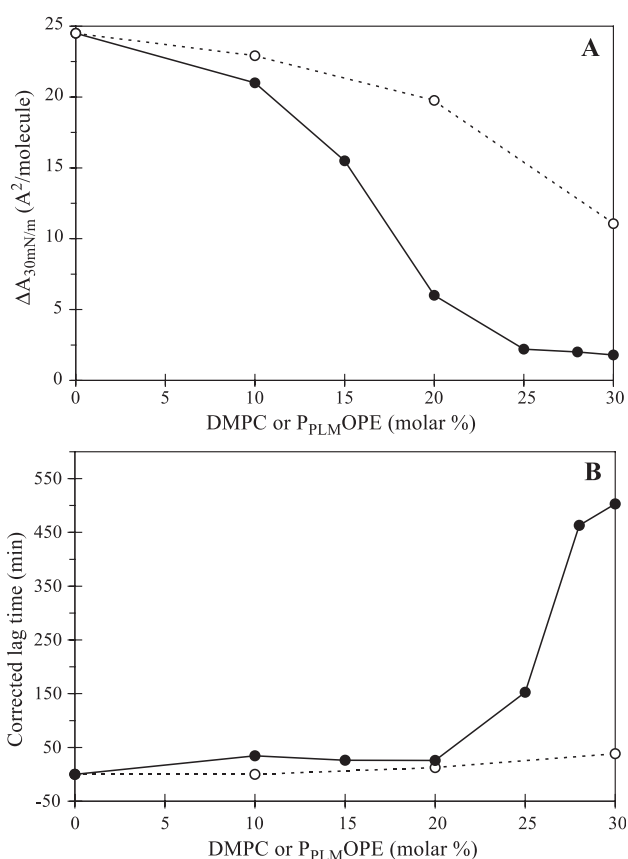 A
25
20
15
10
5
0
ΔA30mN/m (A²/molecule)
0 5 10 15 20 25 30
DMPC or PPLMOPE (molar %)
B
550
450
350
250
150
50
-50
Corrected lag time (min)
0 5 10 15 20 25 30
DMPC or PPLMOPE (molar %)